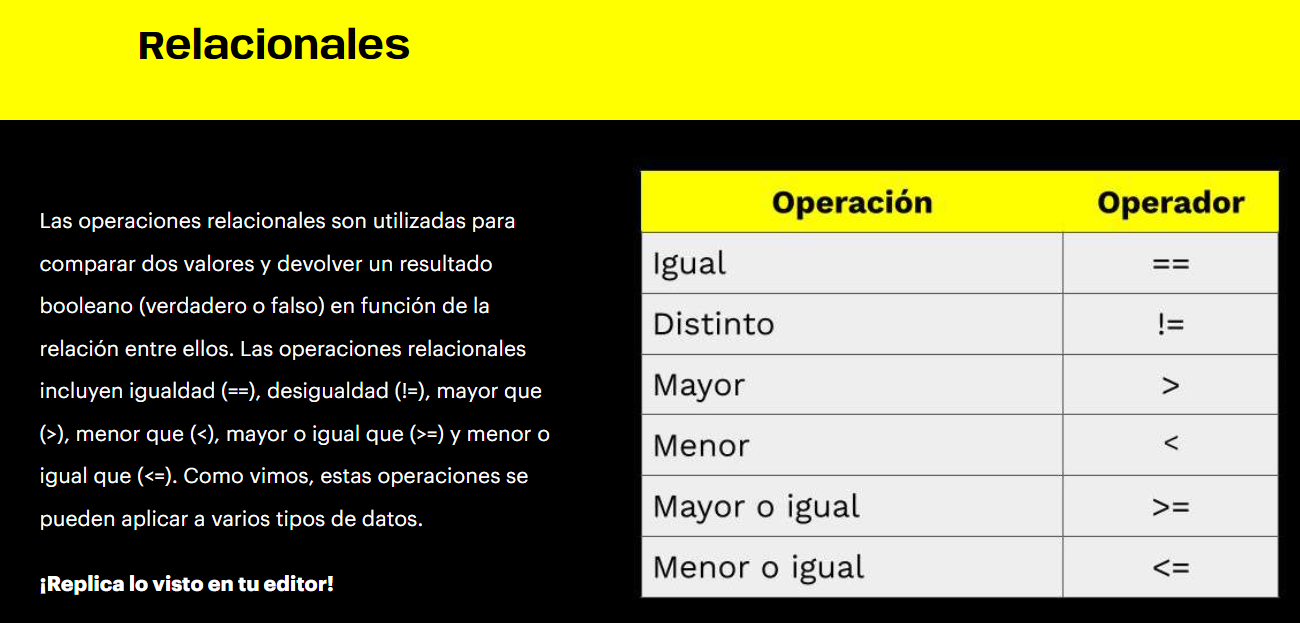 Relacionales
Las operaciones relacionales son utilizadas para
comparar dos valores y devolver un resultado
booleano (verdadero o falso) en función de la
relación entre ellos. Las operaciones relacionales
incluyen igualdad (==), desigualdad (!=), mayor que
(>), menor que (<), mayor o igual que (>=) y menor o
igual que (<=). Como vimos, estas operaciones se
pueden aplicar a varios tipos de datos.
¡Replica lo visto en tu editor!
Operación Operador
Igual ==
Distinto !=
Mayor >
Menor <
Mayor o igual >=
Menor o igual <=